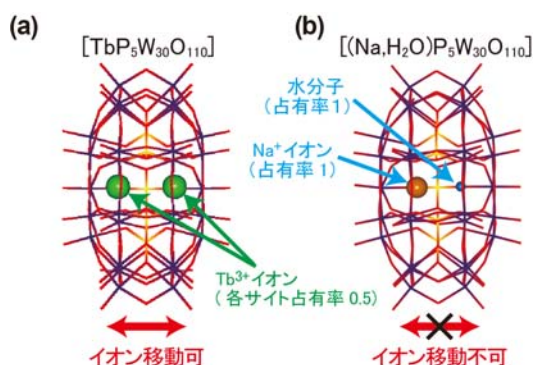 (a)
[TbP₅W₃₀O₁₁₀]
Tb³⁺イオン
(各サイト占有率 0.5)
イオン移動可
(b)
[(Na,H₂O)P₅W₃₀O₁₁₀]
水分子
(占有率1)
Na⁺イオン
(占有率1)
イオン移動不可